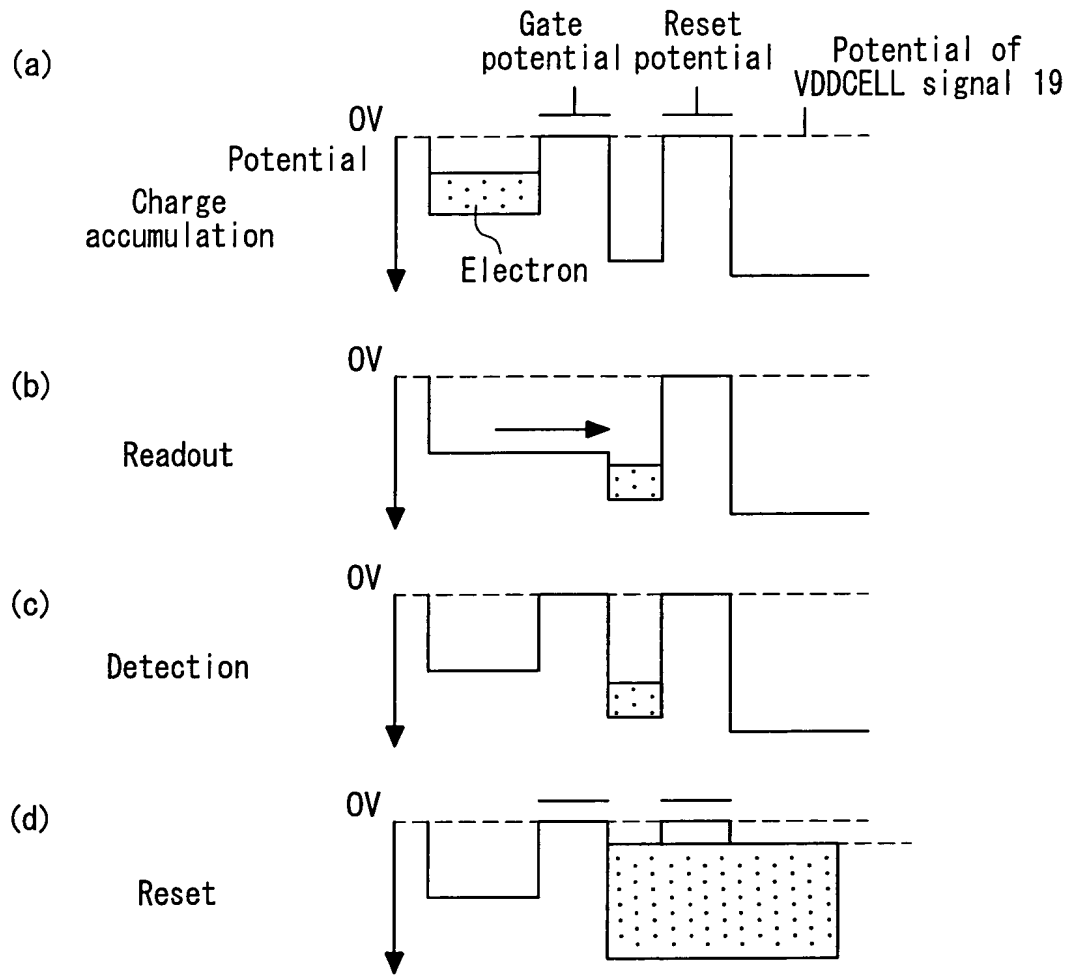 (a)
Gate
potential
Reset
potential
Potential of
VDDCELL signal 19
0V
Potential
Charge
accumulation
Electron
(b)
0V
Readout
(c)
0V
Detection
(d)
0V
Reset